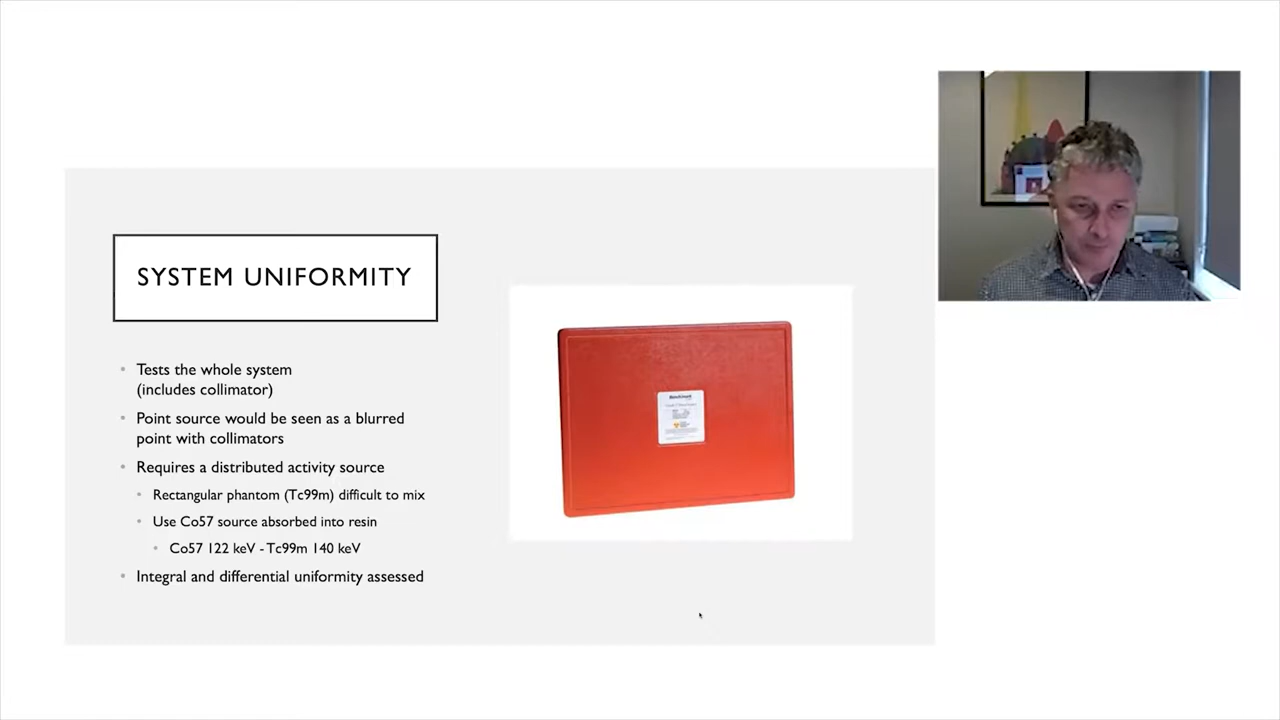 SYSTEM UNIFORMITY
Tests the whole system
(includes collimator)
Point source would be seen as a blurred
point with collimators
Requires a distributed activity source
Rectangular phantom (Tc99m) difficult to mix
Use Co57 source absorbed into resin
Co57 122 keV - Tc99m 140 keV
Integral and differential uniformity assessed